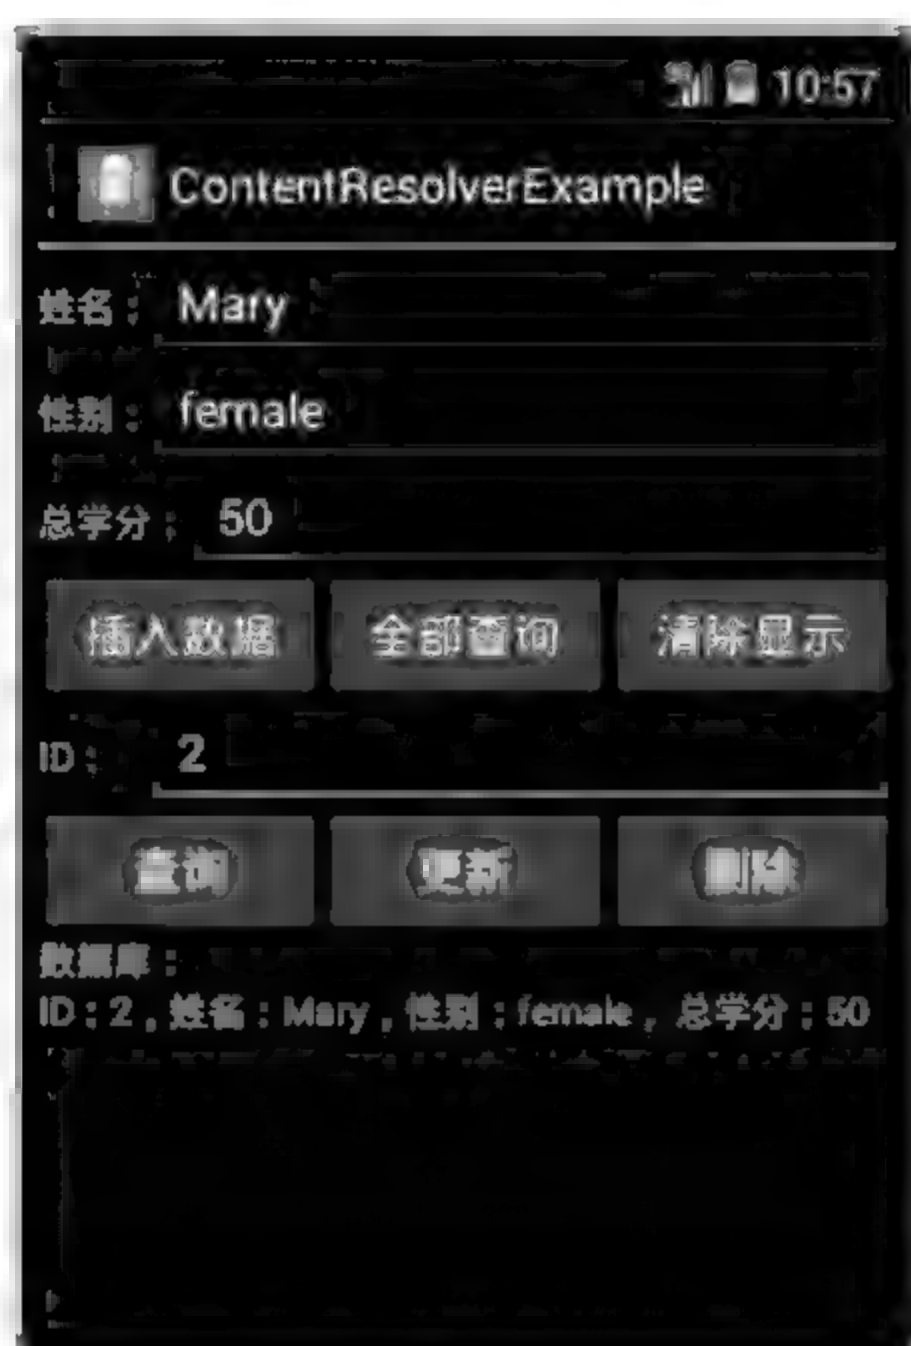 10:57
ContentResolverExample
姓名： Mary
性别： female
总学分： 50
插入数据 全部查询 清除显示
ID： 2
查询 更新 删除
数据库：
ID：2，姓名：Mary，性别：female，总学分：50